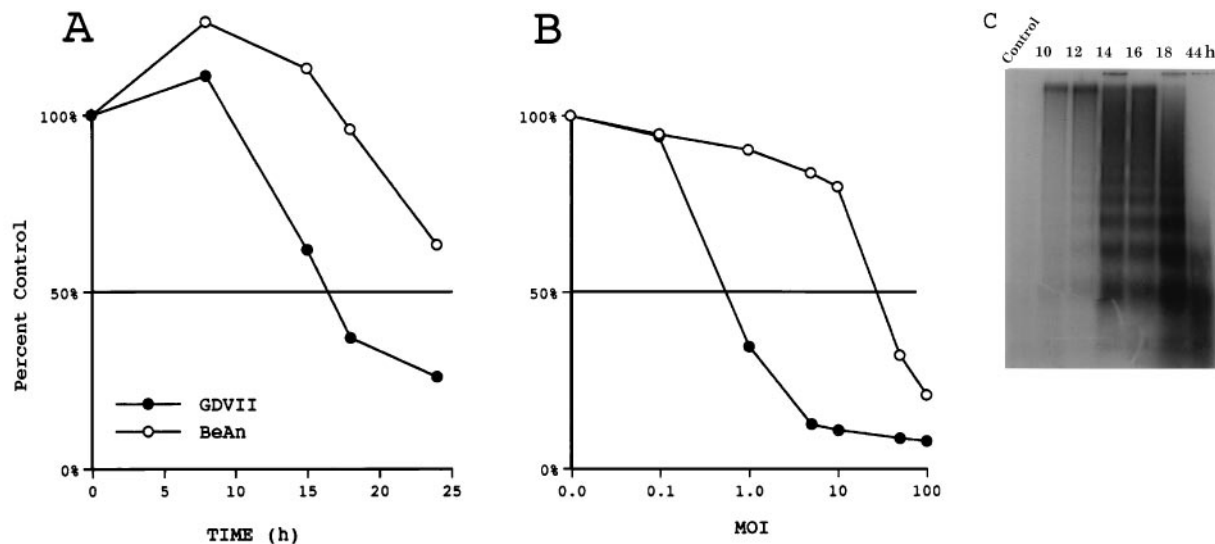 A
B
C
Control 10 12 14 16 18 44 h
Percent Control
100%
50%
0%
GDVII
BeAn
0 5 10 15 20 25
TIME (h)
100%
50%
0%
0.0 0.1 1.0 10 100
MOI